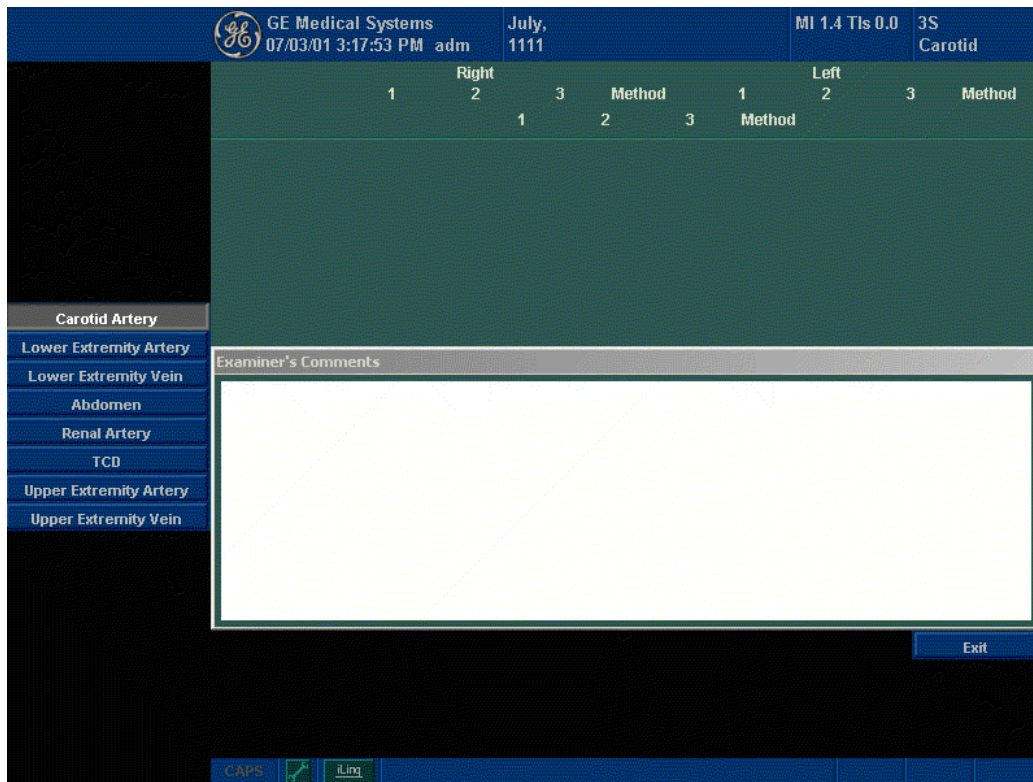 GE Medical Systems
07/03/01 3:17:53 PM adm
July,
1111
MI 1.4 TIs 0.0
3S
Carotid
Right Left
1 2 3 Method 1 2 3 Method
1 2 3 Method
Carotid Artery
Lower Extremity Artery
Lower Extremity Vein
Abdomen
Renal Artery
TCD
Upper Extremity Artery
Upper Extremity Vein
Examiner's Comments
Exit
CAPS
iLinq